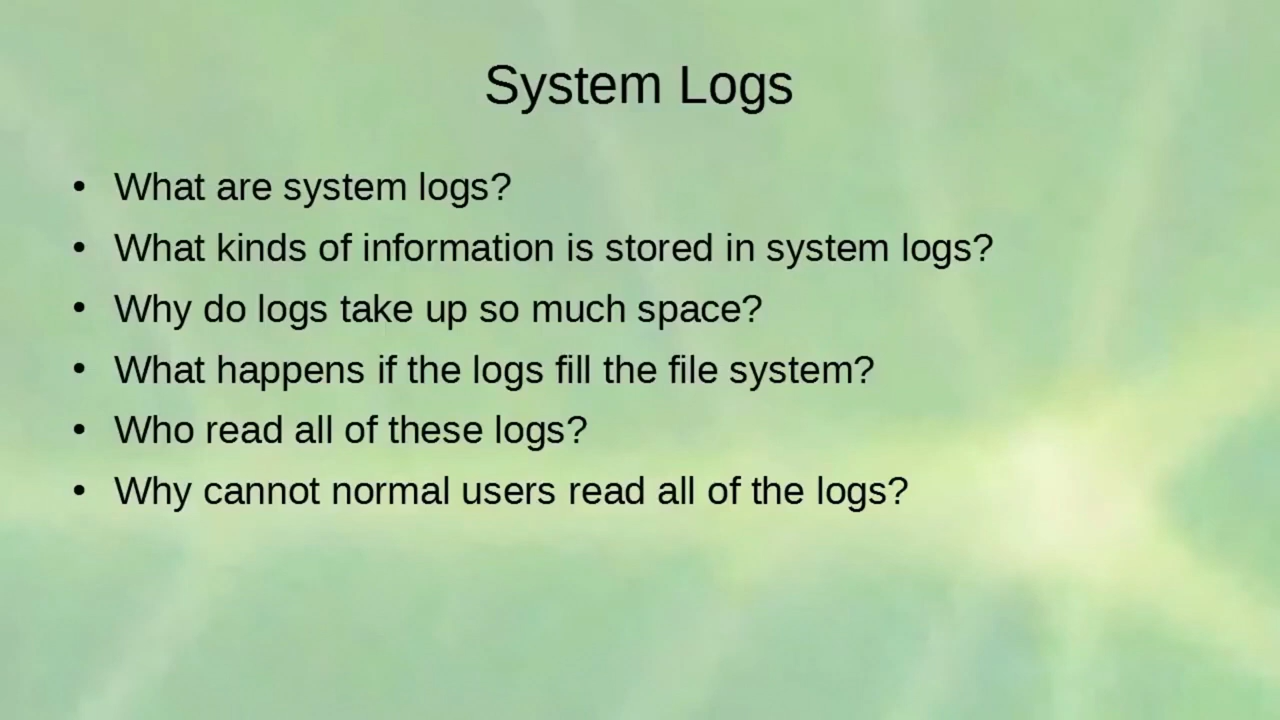 System Logs
• What are system logs?
• What kinds of information is stored in system logs?
• Why do logs take up so much space?
• What happens if the logs fill the file system?
• Who read all of these logs?
• Why cannot normal users read all of the logs?